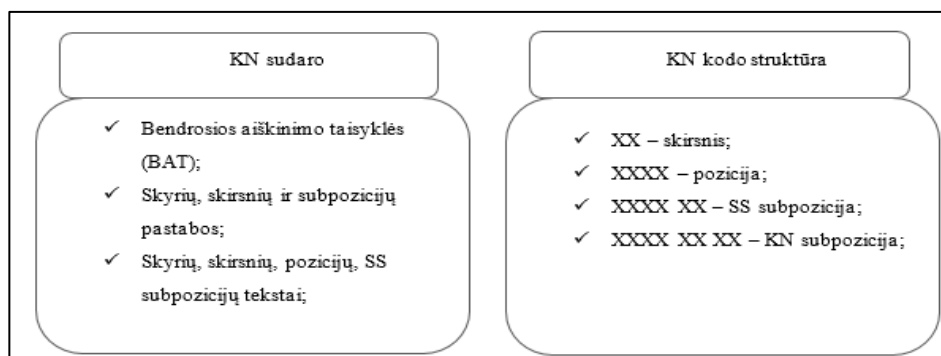 KN sudaro
✓ Bendrosios aiškinimo taisyklės
(BAT);
✓ Skyrių, skirsnių ir subpozicijų
pastabos;
✓ Skyrių, skirsnių, pozicijų, SS
subpozicijų tekstai;
KN kodo struktūra
✓ XX – skirsnis;
✓ XXXX – pozicija;
✓ XXXX XX – SS subpozicija;
✓ XXXX XX XX – KN subpozicija;